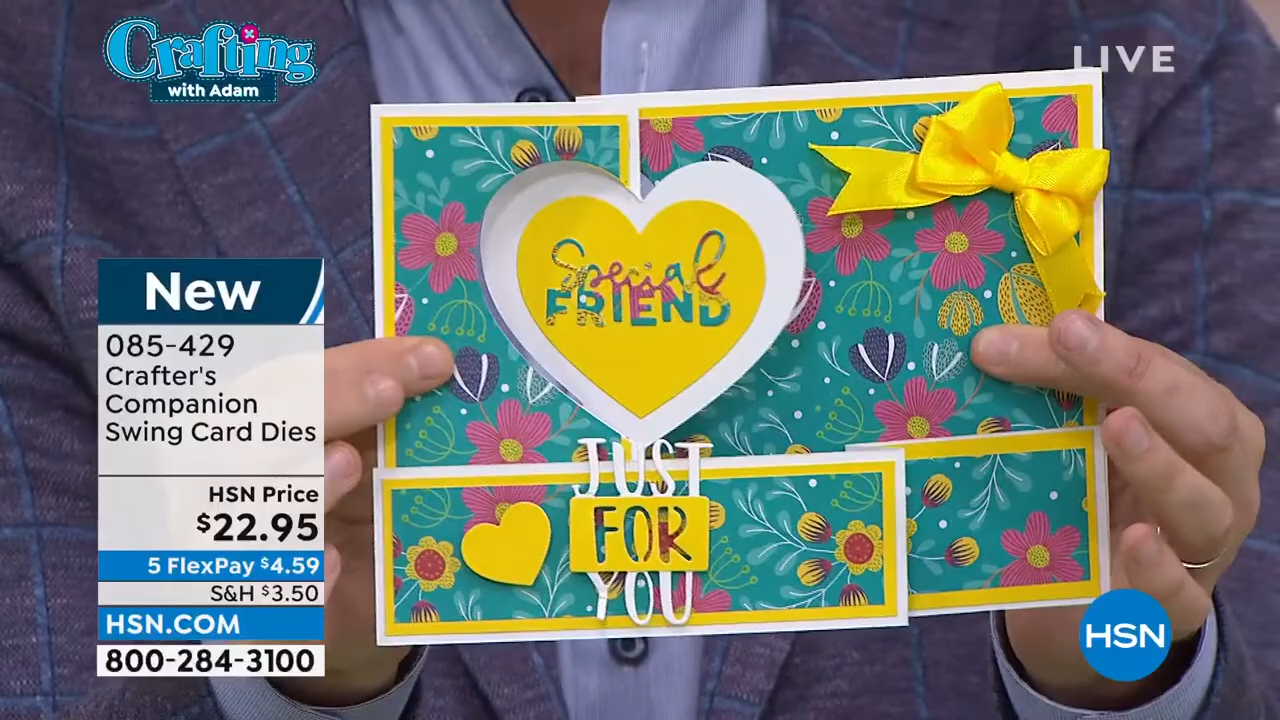 Crafting
with Adam
LIVE
New
085-429
Crafter's
Companion
Swing Card Dies
HSN Price
$22.95
5 FlexPay $4.59
S&H $3.50
HSN.COM
800-284-3100
Special
FRIEND
JUST
FOR
YOU
HSN